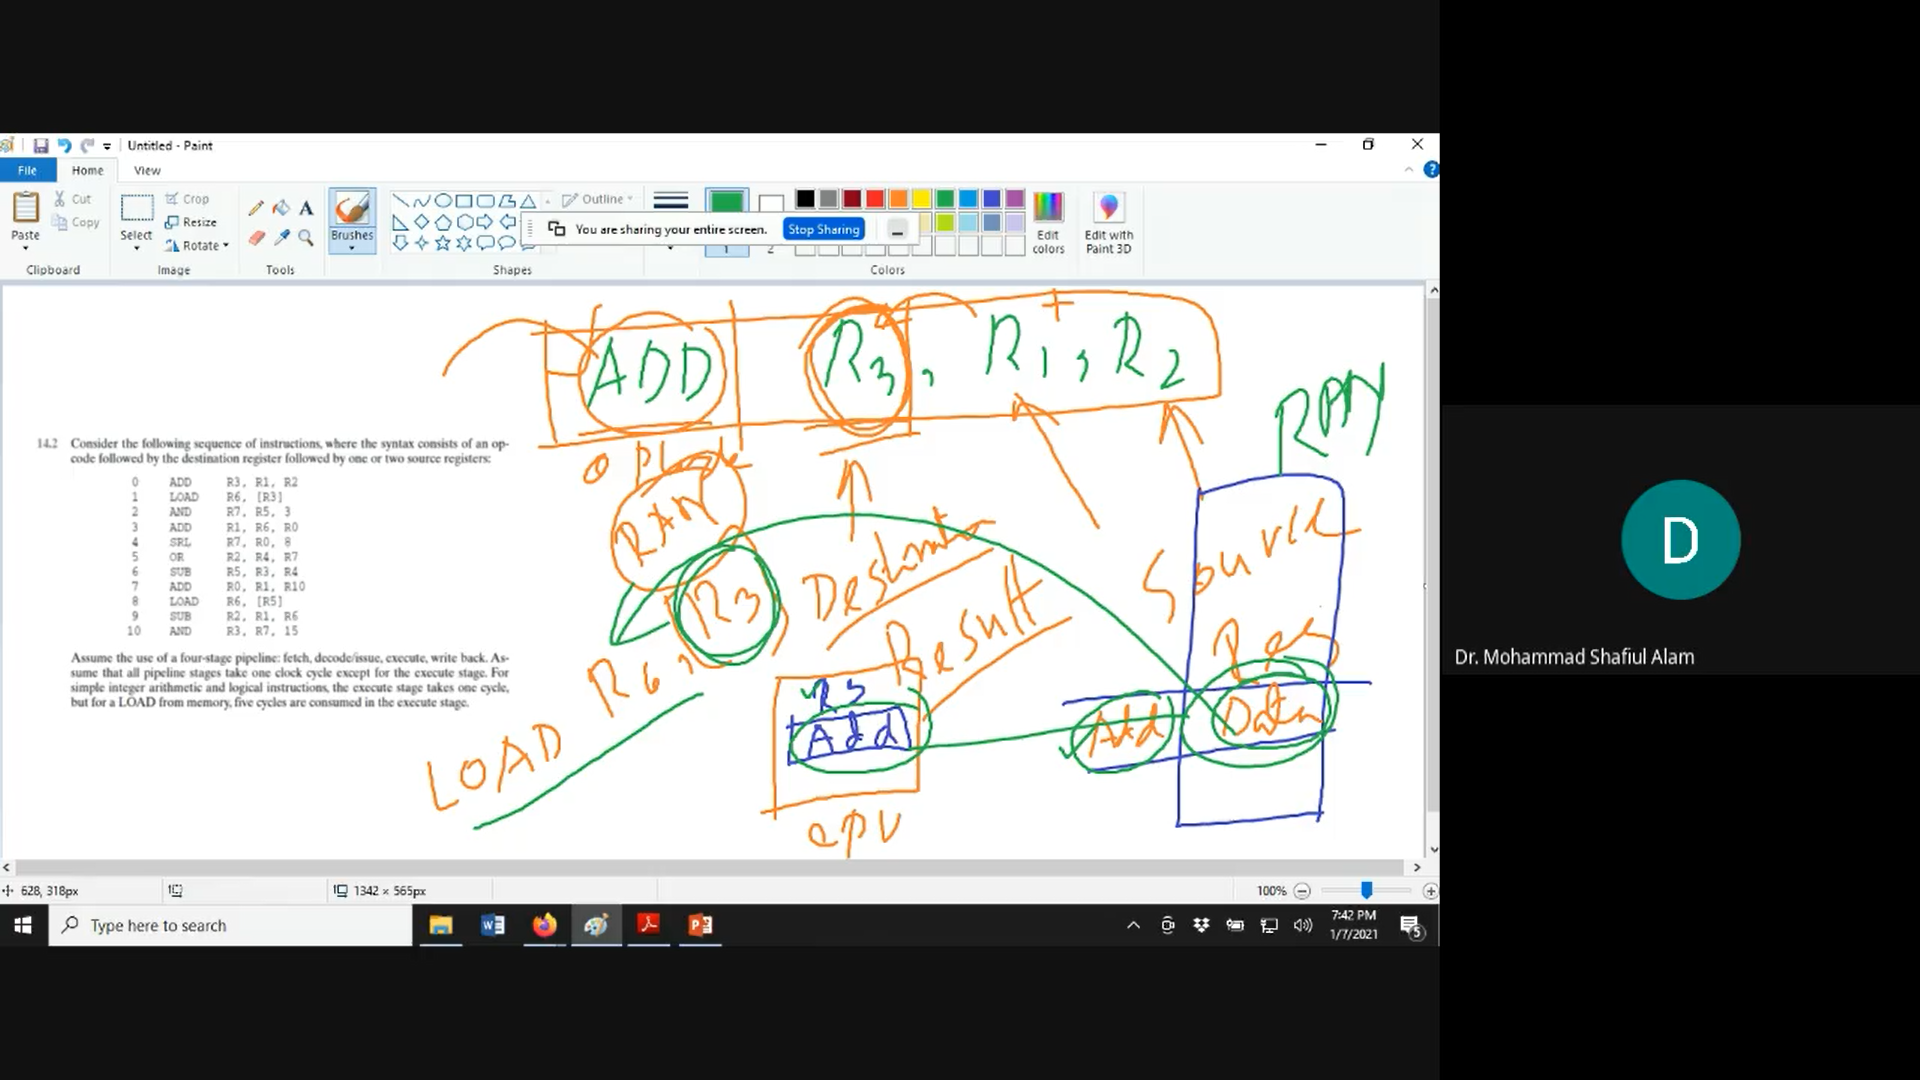 Untitled - Paint
File Home View
Paste
Cut
Copy
Clipboard
Select
Crop
Resize
Rotate
Image
Tools
Brushes
Outline
Shapes
You are sharing your entire screen. Stop Sharing
1
2
Colors
Edit colors
Edit with Paint 3D
ADD R3, R1, R2
+
RAM
14.2 Consider the following sequence of instructions, where the syntax consists of an op-
code followed by the destination register followed by one or two source registers:
0 ADD R3, R1, R2
1 LOAD R6, [R3]
2 AND R7, R5, 3
3 ADD R1, R6, R0
4 SRL R7, R0, 8
5 OR R2, R4, R7
6 SUB R5, R3, R4
7 ADD R0, R1, R10
8 LOAD R6, [R5]
9 SUB R2, R1, R6
10 AND R3, R7, 15
Assume the use of a four-stage pipeline: fetch, decode/issue, execute, write back. As-
sume that all pipeline stages take one clock cycle except for the execute stage. For
simple integer arithmetic and logical instructions, the execute stage takes one cycle,
but for a LOAD from memory, five cycles are consumed in the execute stage.
RAM
Source
Reg
Result
LOAD R6, R3
R3
Add
CPU
Add
Data
628, 318px
1342 × 565px
100%
Type here to search
7:42 PM
1/7/2021
5
D
Dr. Mohammad Shafiul Alam